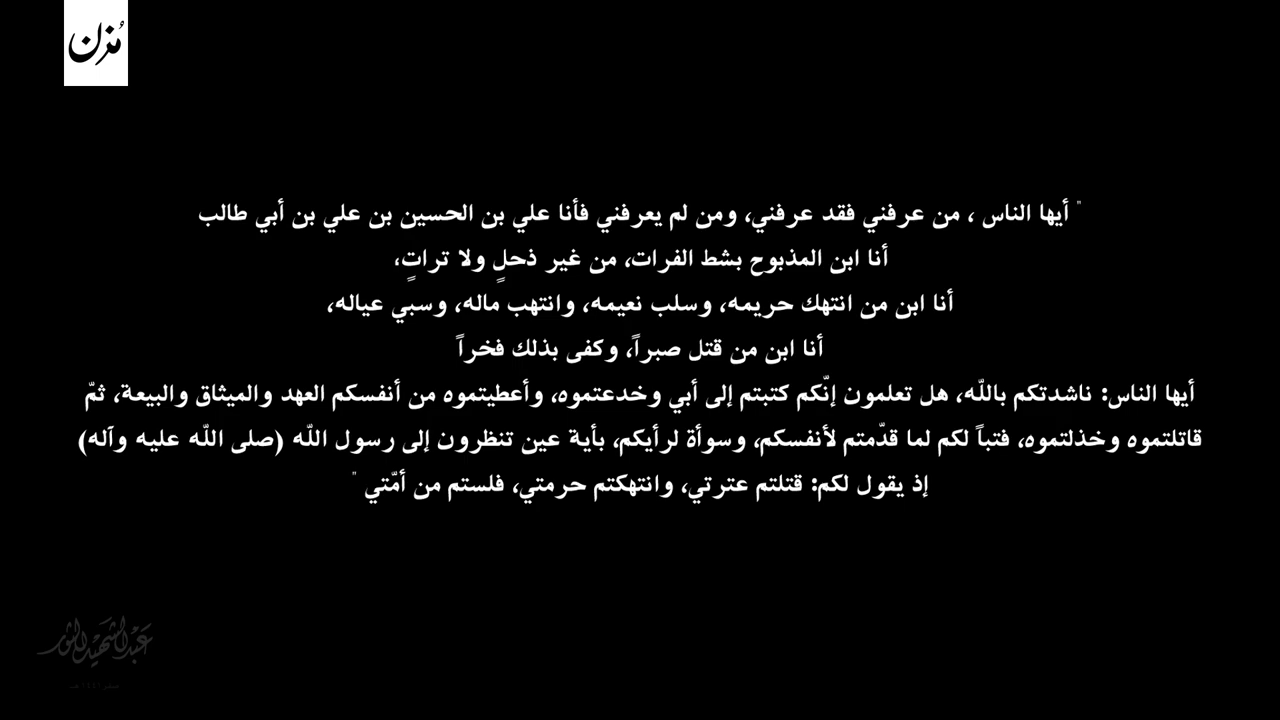 مُزن
" أيها الناس ، من عرفني فقد عرفني، ومن لم يعرفني فأنا علي بن الحسين بن علي بن أبي طالب
أنا ابن المذبوح بشط الفرات، من غير ذحلٍ ولا تراتٍ،
أنا ابن من انتهك حريمه، وسلب نعيمه، وانتهب ماله، وسبي عياله،
أنا ابن من قتل صبراً، وكفى بذلك فخراً
أيها الناس: ناشدتكم باللّه، هل تعلمون إنّكم كتبتم إلى أبي وخدعتموه، وأعطيتموه من أنفسكم العهد والميثاق والبيعة، ثمّ
قاتلتموه وخذلتموه، فتباً لكم لما قدّمتم لأنفسكم، وسوأة لرأيكم، بأية عين تنظرون إلى رسول اللّه (صلى اللّه عليه وآله)
إذ يقول لكم: قتلتم عترتي، وانتهكتم حرمتي، فلستم من أمّتي "
عبدالشهيد الثور